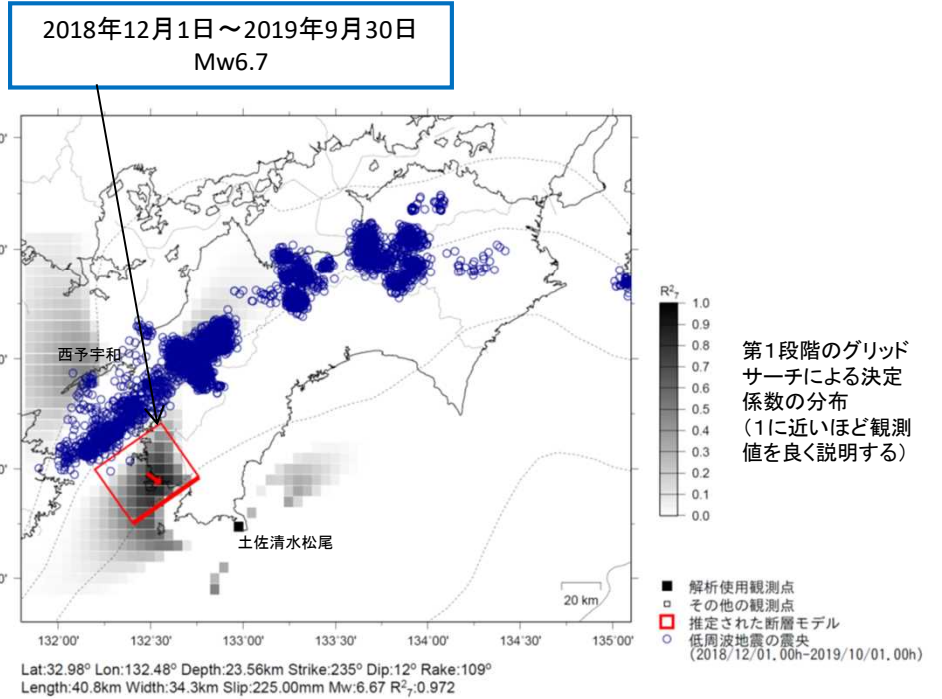 2018年12月1日～2019年9月30日
Mw6.7
西予宇和
土佐清水松尾
20 km
132°00' 132°30' 133°00' 133°30' 134°00' 134°30' 135°00'
R²₇
1.0
0.9
0.8
0.7
0.6
0.5
0.4
0.3
0.2
0.1
0.0
第１段階のグリッド
サーチによる決定
係数の分布
（１に近いほど観測
値を良く説明する）
解析使用観測点
その他の観測点
推定された断層モデル
低周波地震の震央
(2018/12/01.00h-2019/10/01.00h)
Lat:32.98° Lon:132.48° Depth:23.56km Strike:235° Dip:12° Rake:109°
Length:40.8km Width:34.3km Slip:225.00mm Mw:6.67 R²₇:0.972